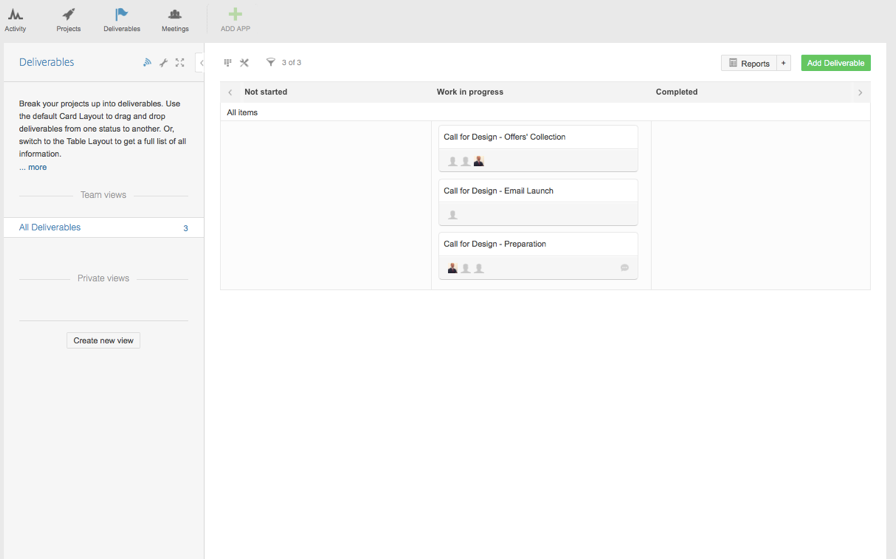 Activity
Projects
Deliverables
Meetings
ADD APP
Deliverables
Break your projects up into deliverables. Use
the default Card Layout to drag and drop
deliverables from one status to another. Or,
switch to the Table Layout to get a full list of all
information.
... more
Team views
All Deliverables 3
Private views
Create new view
3 of 3
Reports +
Add Deliverable
Not started
Work in progress
Completed
All items
Call for Design - Offers' Collection
Call for Design - Email Launch
Call for Design - Preparation